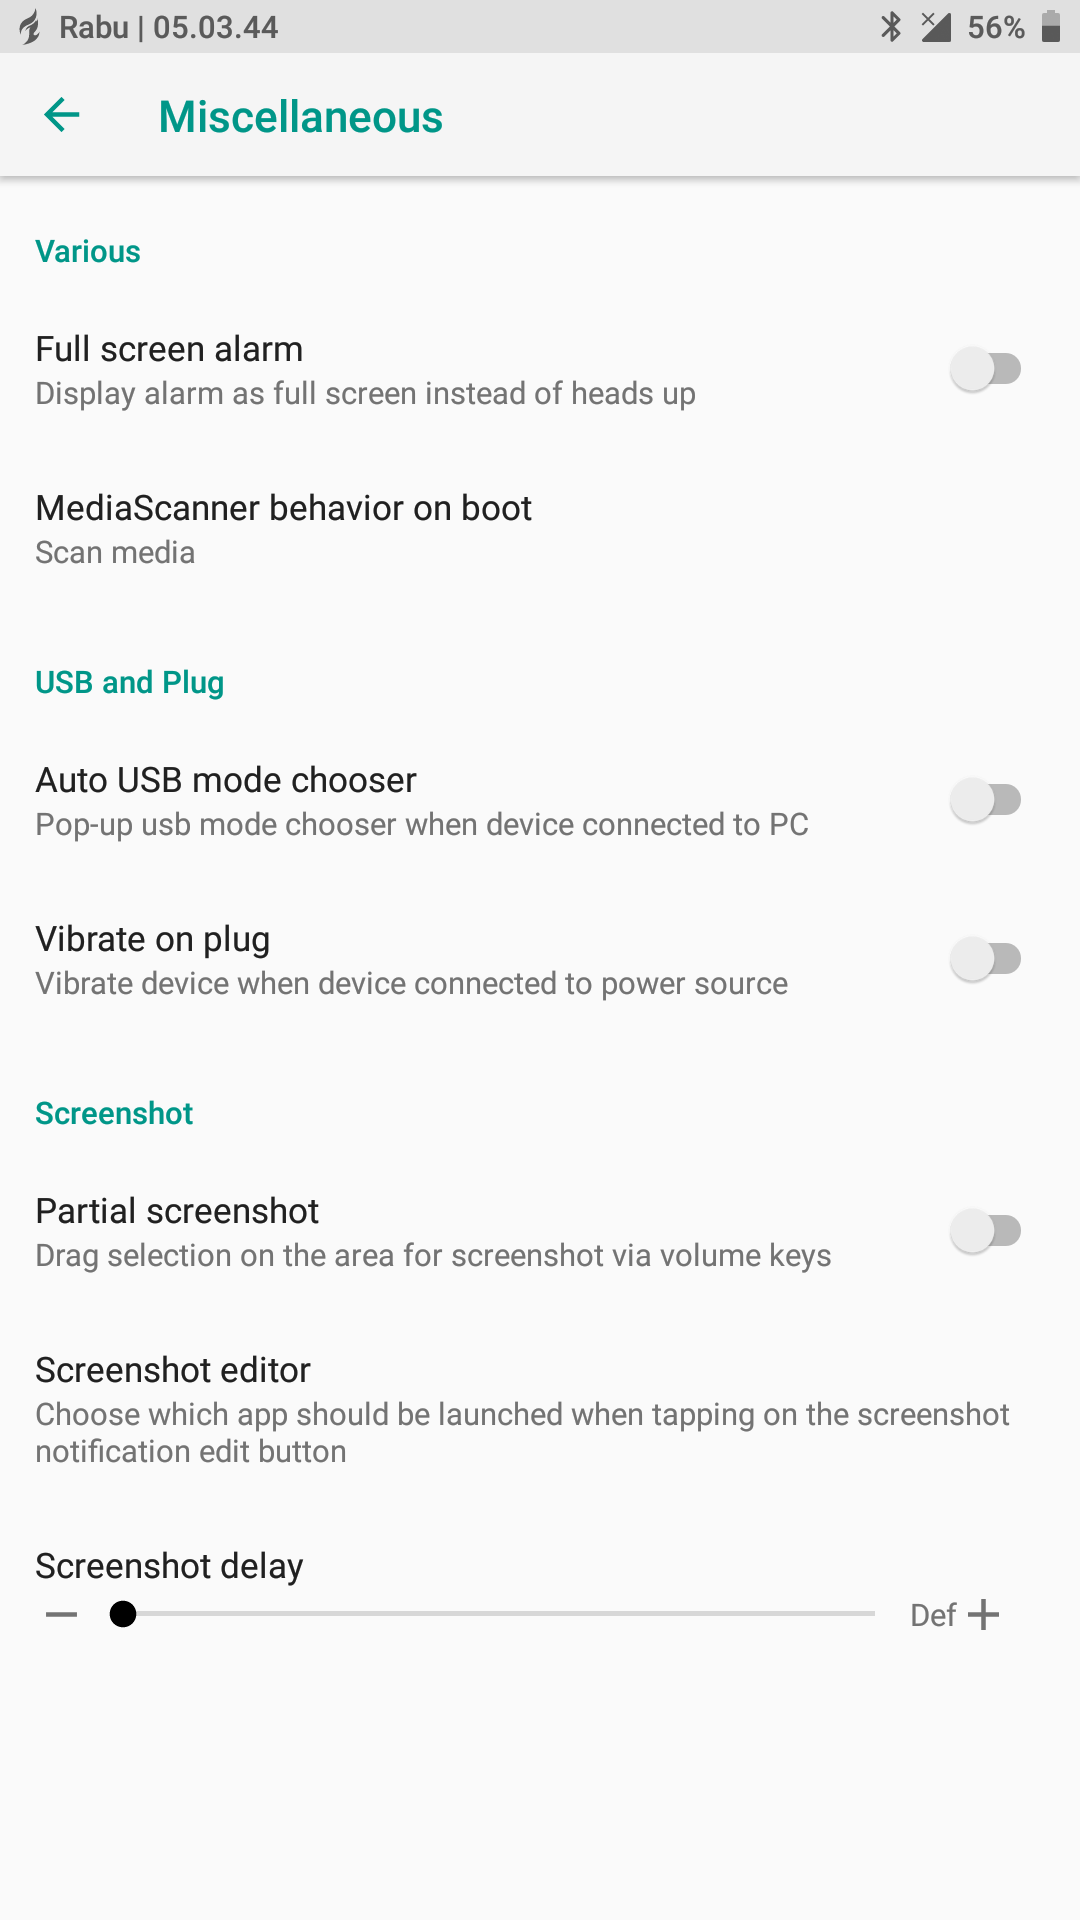 Rabu | 05.03.44
56%
Miscellaneous
Various
Full screen alarm
Display alarm as full screen instead of heads up
MediaScanner behavior on boot
Scan media
USB and Plug
Auto USB mode chooser
Pop-up usb mode chooser when device connected to PC
Vibrate on plug
Vibrate device when device connected to power source
Screenshot
Partial screenshot
Drag selection on the area for screenshot via volume keys
Screenshot editor
Choose which app should be launched when tapping on the screenshot
notification edit button
Screenshot delay
Def